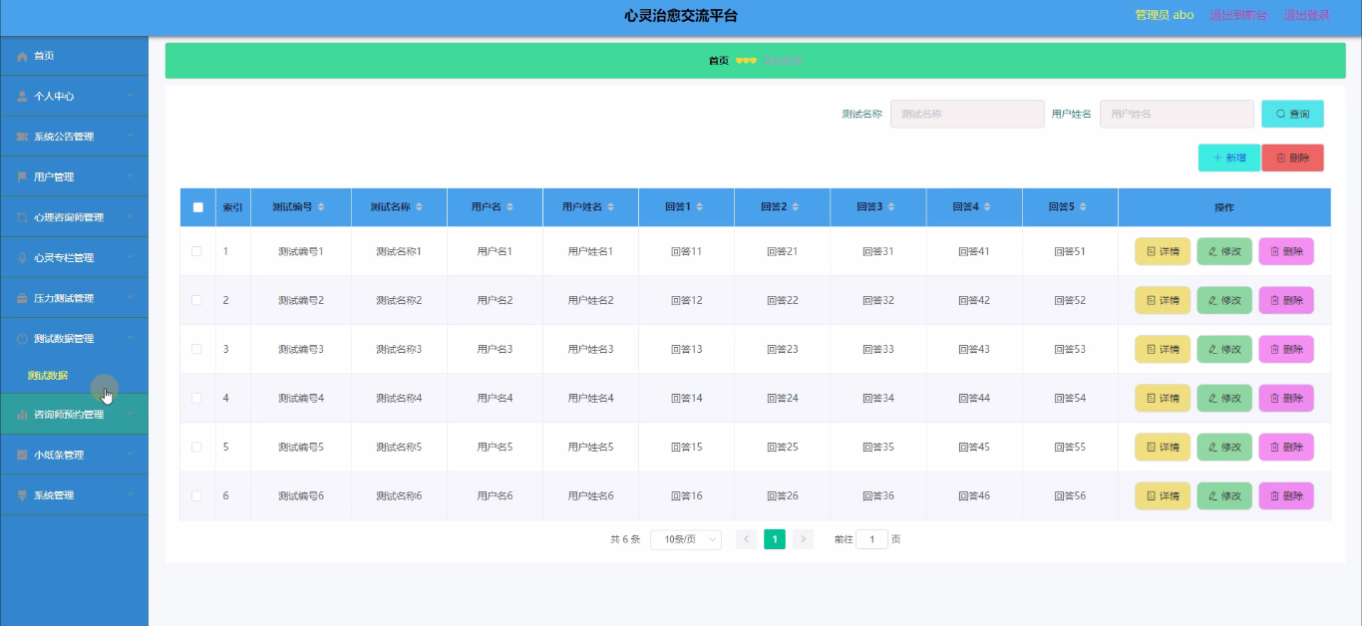 心灵治愈交流平台
管理员 abo 退出到前台 退出登录
首页
个人中心
系统公告管理
用户管理
心理咨询师管理
心灵专栏管理
压力测试管理
测试数据管理
测试数据
咨询师预约管理
小纸条管理
系统管理
首页
测试名称 测试名称 用户姓名 用户姓名 查询
新增 删除
索引 测试编号 测试名称 用户名 用户姓名 回答1 回答2 回答3 回答4 回答5 操作
1 测试编号1 测试名称1 用户名1 用户姓名1 回答11 回答21 回答31 回答41 回答51 详情 修改 删除
2 测试编号2 测试名称2 用户名2 用户姓名2 回答12 回答22 回答32 回答42 回答52 详情 修改 删除
3 测试编号3 测试名称3 用户名3 用户姓名3 回答13 回答23 回答33 回答43 回答53 详情 修改 删除
4 测试编号4 测试名称4 用户名4 用户姓名4 回答14 回答24 回答34 回答44 回答54 详情 修改 删除
5 测试编号5 测试名称5 用户名5 用户姓名5 回答15 回答25 回答35 回答45 回答55 详情 修改 删除
6 测试编号6 测试名称6 用户名6 用户姓名6 回答16 回答26 回答36 回答46 回答56 详情 修改 删除
共 6 条 10条/页 1 前往 1 页